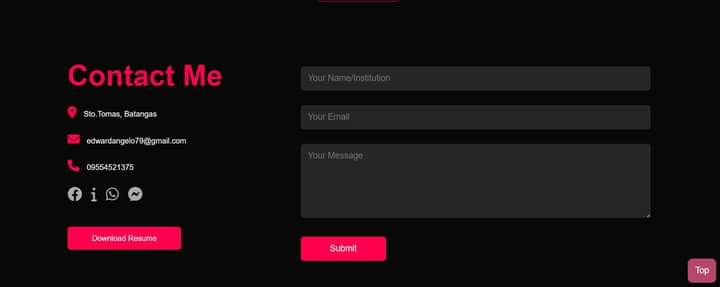 Contact Me
Sto.Tomas, Batangas
edwardangelo79@gmail.com
09554521375
Download Resume
Your Name/Institution
Your Email
Your Message
Submit
Top